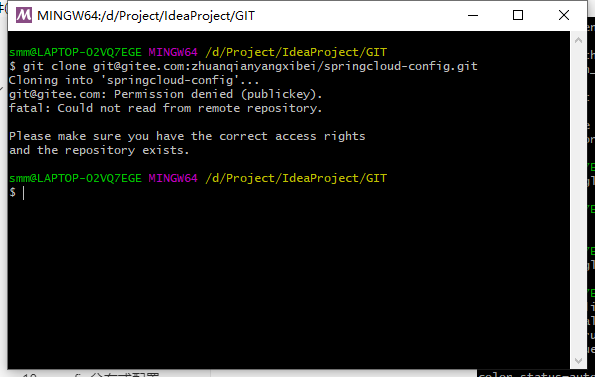 MINGW64:/d/Project/IdeaProject/GIT
smm@LAPTOP-O2VQ7EGE MINGW64 /d/Project/IdeaProject/GIT
$ git clone git@gitee.com:zhuanqianyangxibei/springcloud-config.git
Cloning into 'springcloud-config'...
git@gitee.com: Permission denied (publickey).
fatal: Could not read from remote repository.
Please make sure you have the correct access rights
and the repository exists.
smm@LAPTOP-O2VQ7EGE MINGW64 /d/Project/IdeaProject/GIT
$